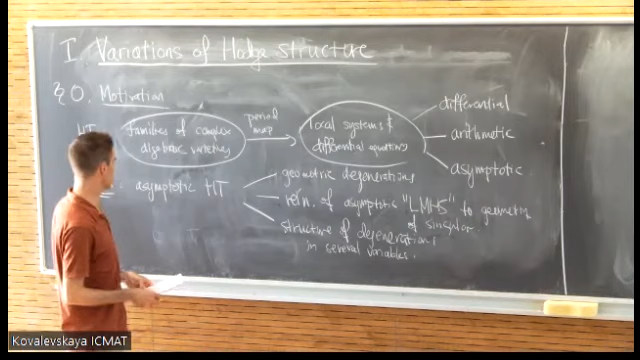 I Variations of Hodge structure
§ 0. Motivation
HT
families of complex
algebraic varieties
period
map
local systems &
differential equations
differential
arithmetic
asymptotic
: asymptotic HT
geometric degenerations
rel'n. of asymptotic "LMHS" to geometry
of singular
structure of degenerations
in several variables.
Kovalevskaya ICMAT